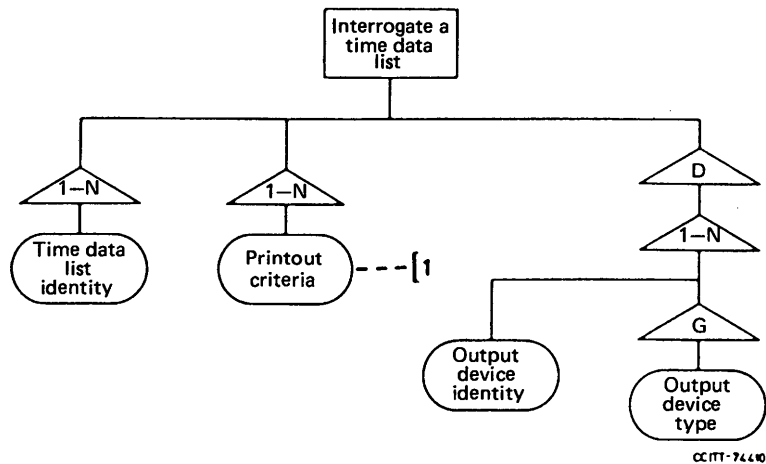 Interrogate a
time data
list
1–N
1–N
D
1–N
Time data
list
identity
Printout
criteria
[1
G
Output
device
identity
Output
device
type
CCITT-74410